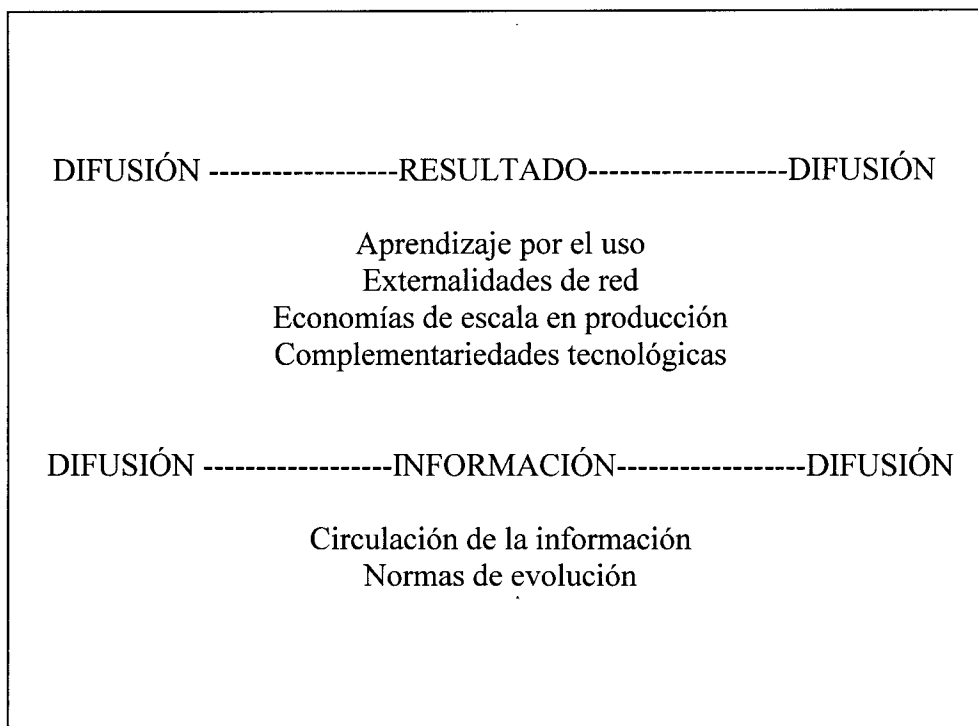 DIFUSIÓN ------------------RESULTADO-------------------DIFUSIÓN
Aprendizaje por el uso
Externalidades de red
Economías de escala en producción
Complementariedades tecnológicas
DIFUSIÓN ------------------INFORMACIÓN------------------DIFUSIÓN
Circulación de la información
Normas de evolución